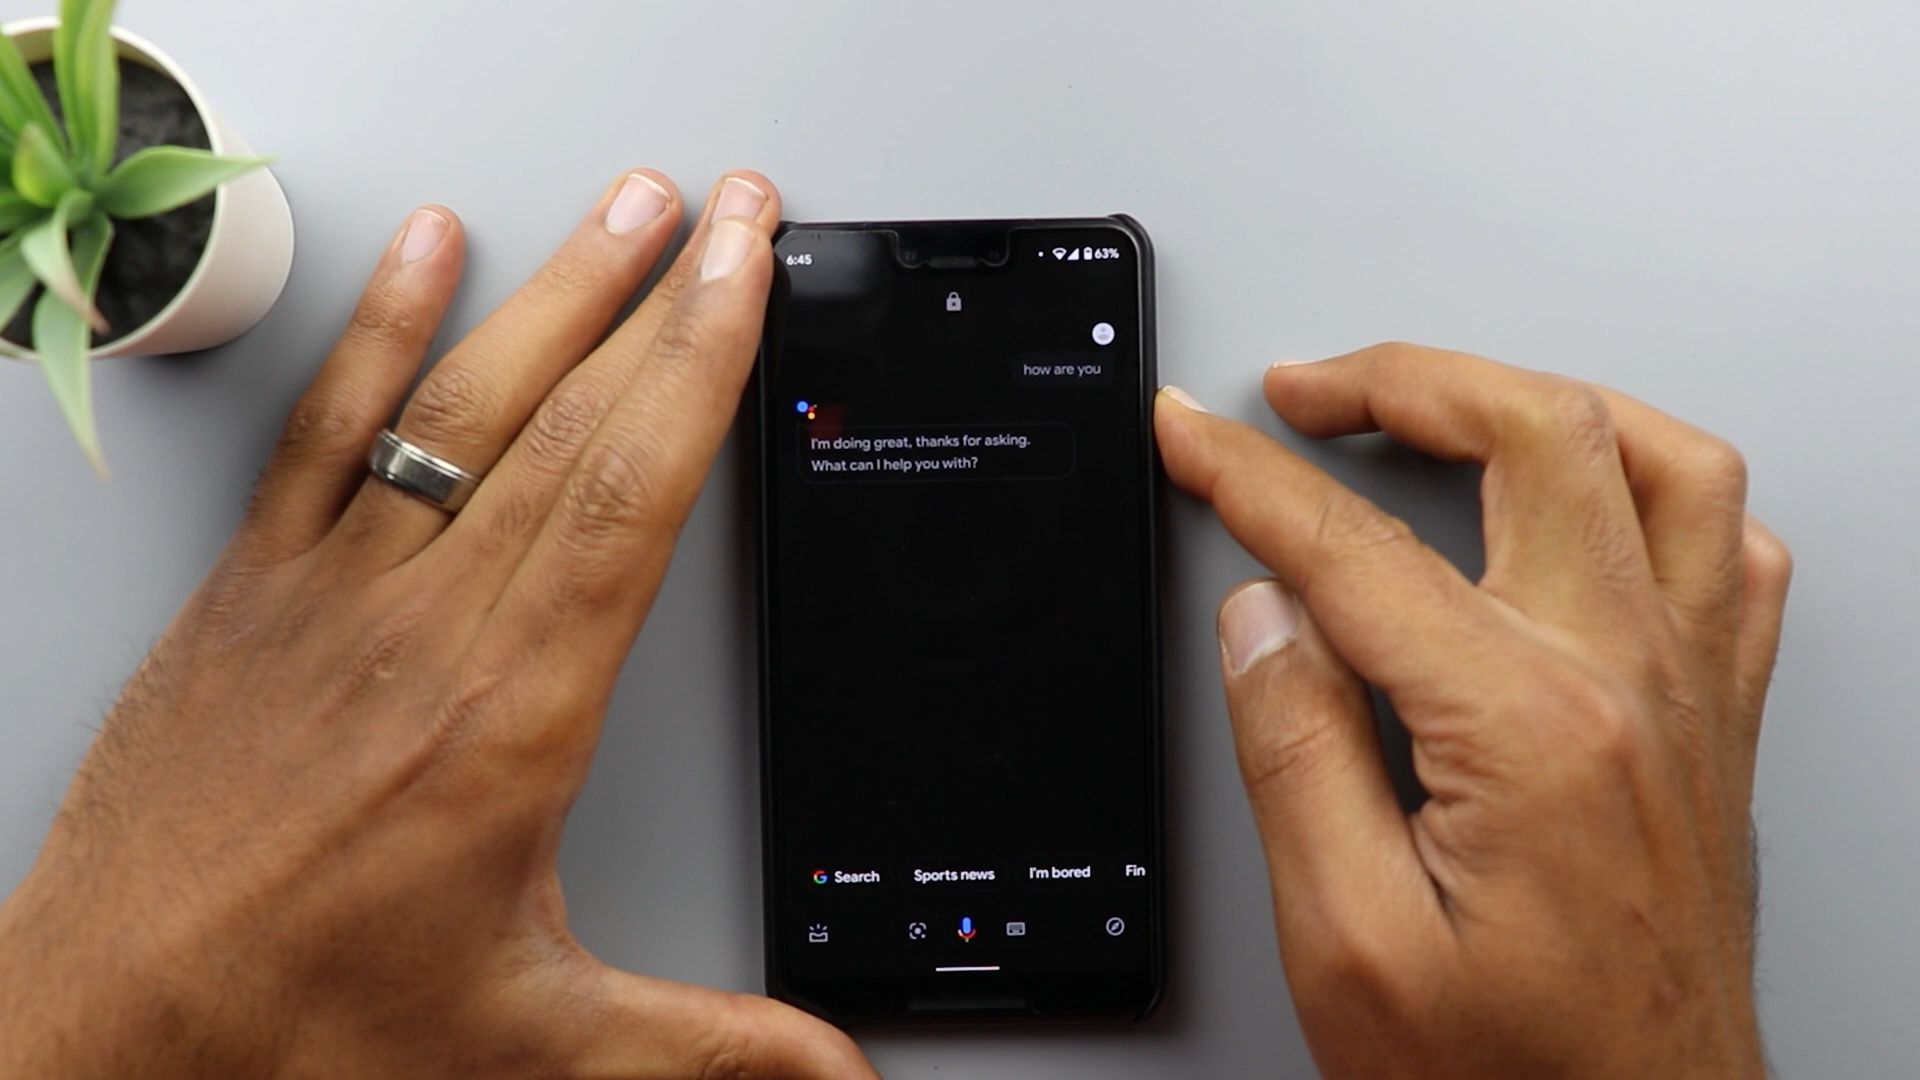 6:45
63%
how are you
I'm doing great, thanks for asking.
What can I help you with?
Search
Sports news
I'm bored
Fin